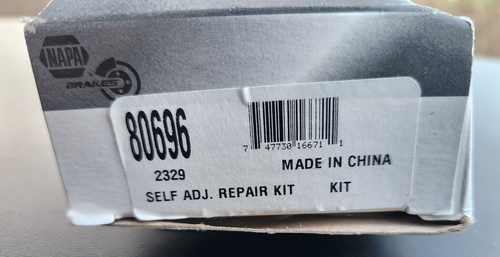 NAPA
BRAKES
80696
7 47730 16671 1
2329
MADE IN CHINA
SELF ADJ. REPAIR KIT KIT